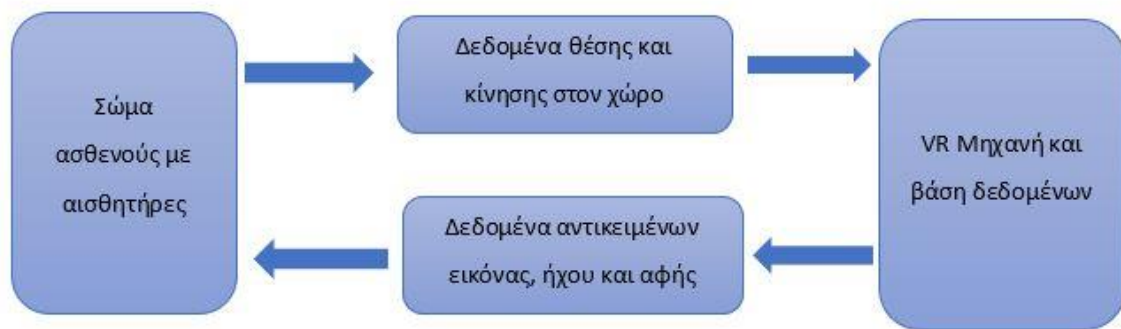 Σώμα
ασθενούς με
αισθητήρες
Δεδομένα θέσης και
κίνησης στον χώρο
VR Μηχανή και
βάση δεδομένων
Δεδομένα αντικειμένων
εικόνας, ήχου και αφής